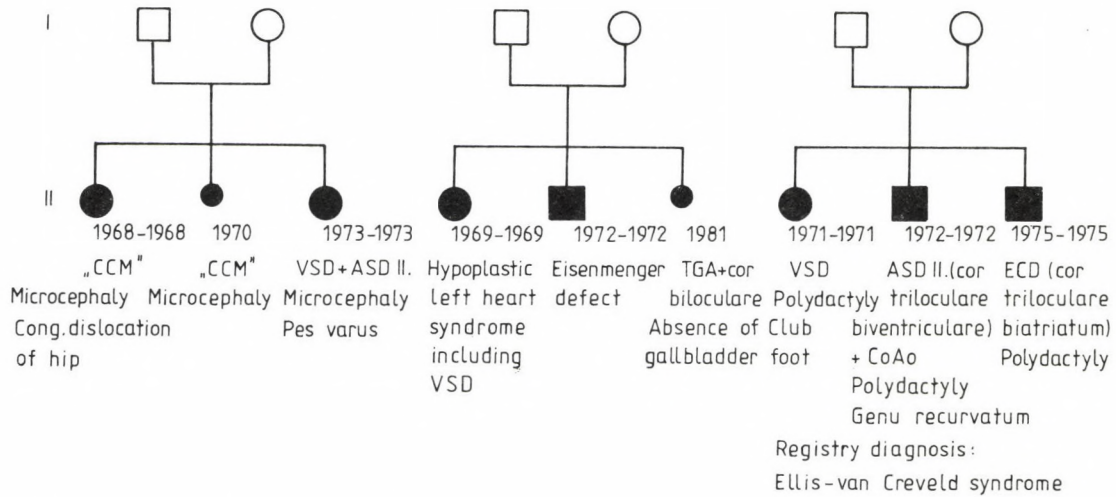 I
II
1968-1968
„CCM"
Microcephaly
Cong. dislocation
of hip
1970
„CCM"
Microcephaly
1973-1973
VSD + ASD II.
Microcephaly
Pes varus
1969-1969
Hypoplastic
left heart
syndrome
including
VSD
1972-1972
Eisenmenger
defect
1981
TGA+cor
biloculare
Absence of
gallbladder
1971-1971
VSD
Polydactyly
Club
foot
1972-1972
ASD II.(cor
triloculare
biventriculare)
+ CoAo
Polydactyly
Genu recurvatum
1975-1975
ECD (cor
triloculare
biatriatum)
Polydactyly
Registry diagnosis:
Ellis-van Creveld syndrome